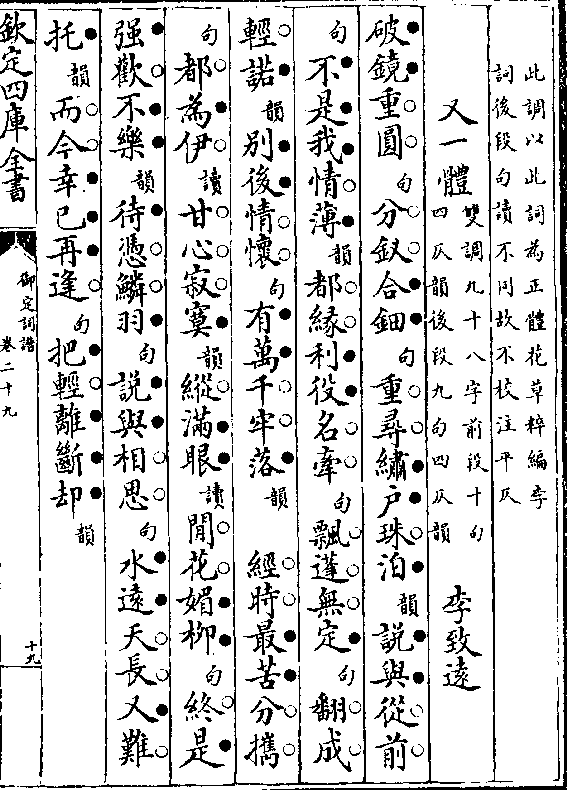 此調以此詞為正體花草粹編李
詞後段句讀不同故不校注平仄
又一體 雙調九十八字前段十句
四仄韻後段九句四仄韻 李致遠
破鏡重圓句分釵合鈿句重尋繡戶珠泊韻說與從前
句不是我情薄韻都緣利役名牽句飄蓬無定句翻成
輕諾韻別後情懷句有萬千牢落韻 經時最苦分攜
句都為伊讀甘心寂寞韻縱滿眼讀閒花媚柳句終是
强歡不樂韻待憑鱗羽句說與相思句水遠天長又難
托韻而今幸已再逢句把輕離斷却韻
欽定四庫全書
御定詞譜
卷二十九
十九